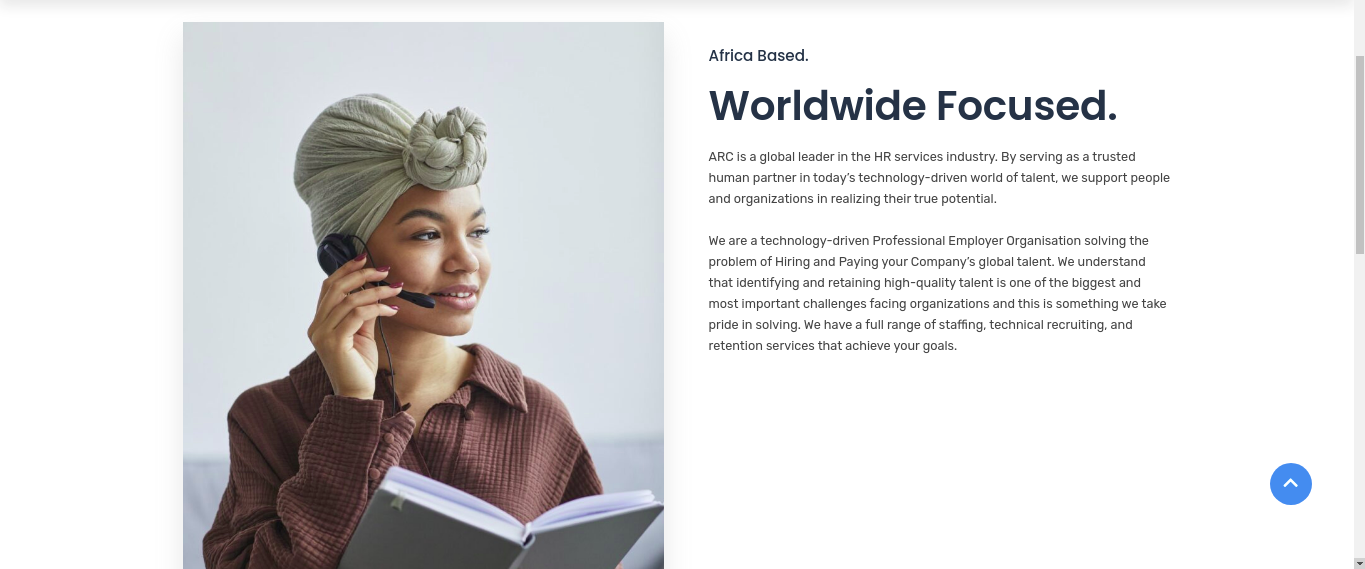 Africa Based.
Worldwide Focused.
ARC is a global leader in the HR services industry. By serving as a trusted
human partner in today’s technology-driven world of talent, we support people
and organizations in realizing their true potential.
We are a technology-driven Professional Employer Organisation solving the
problem of Hiring and Paying your Company’s global talent. We understand
that identifying and retaining high-quality talent is one of the biggest and
most important challenges facing organizations and this is something we take
pride in solving. We have a full range of staffing, technical recruiting, and
retention services that achieve your goals.